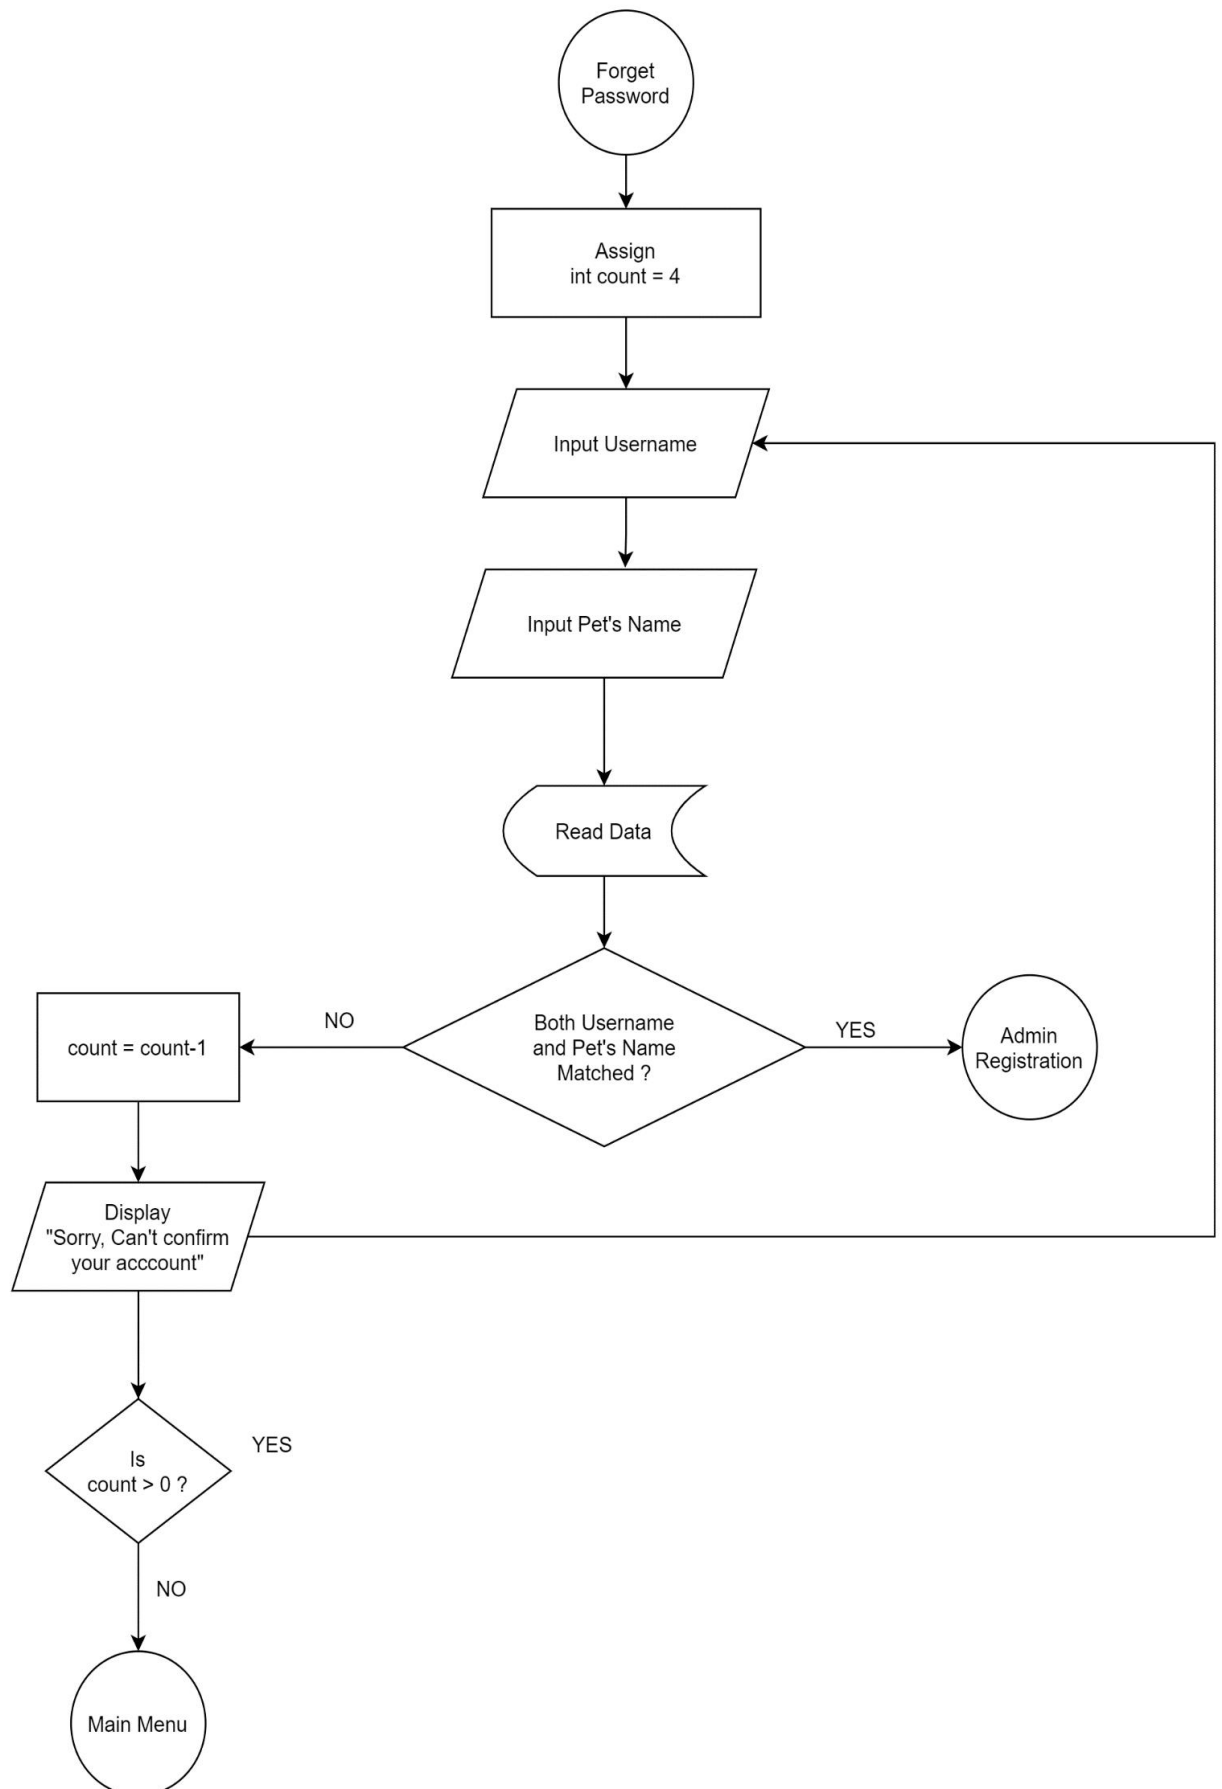 Forget
Password
Assign
int count = 4
Input Username
Input Pet's Name
Read Data
Both Username
and Pet's Name
Matched ?
NO
YES
count = count-1
Admin
Registration
Display
"Sorry, Can't confirm
your acccount"
Is
count > 0 ?
YES
NO
Main Menu